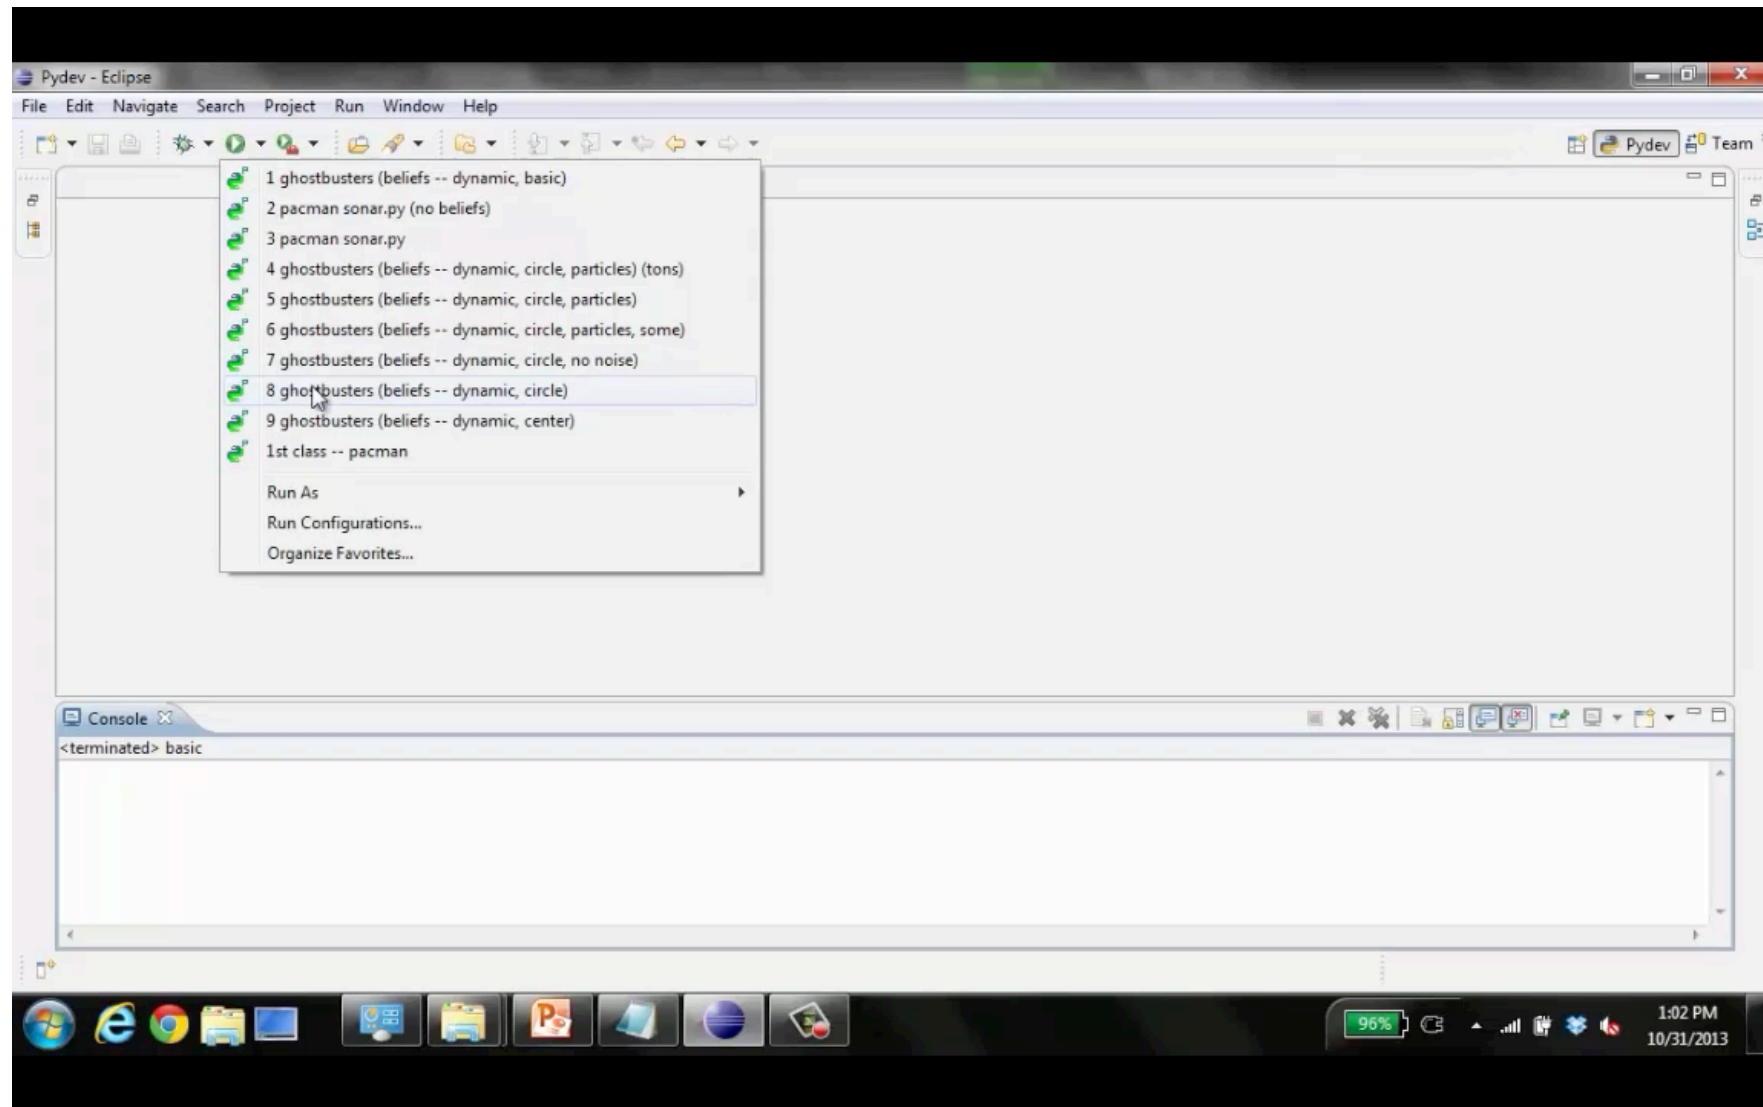 Pydev - Eclipse
File Edit Navigate Search Project Run Window Help
Pydev Team
1 ghostbusters (beliefs -- dynamic, basic)
2 pacman sonar.py (no beliefs)
3 pacman sonar.py
4 ghostbusters (beliefs -- dynamic, circle, particles) (tons)
5 ghostbusters (beliefs -- dynamic, circle, particles)
6 ghostbusters (beliefs -- dynamic, circle, particles, some)
7 ghostbusters (beliefs -- dynamic, circle, no noise)
8 ghostbusters (beliefs -- dynamic, circle)
9 ghostbusters (beliefs -- dynamic, center)
1st class -- pacman
Run As
Run Configurations...
Organize Favorites...
Console
<terminated> basic
96%
1:02 PM
10/31/2013